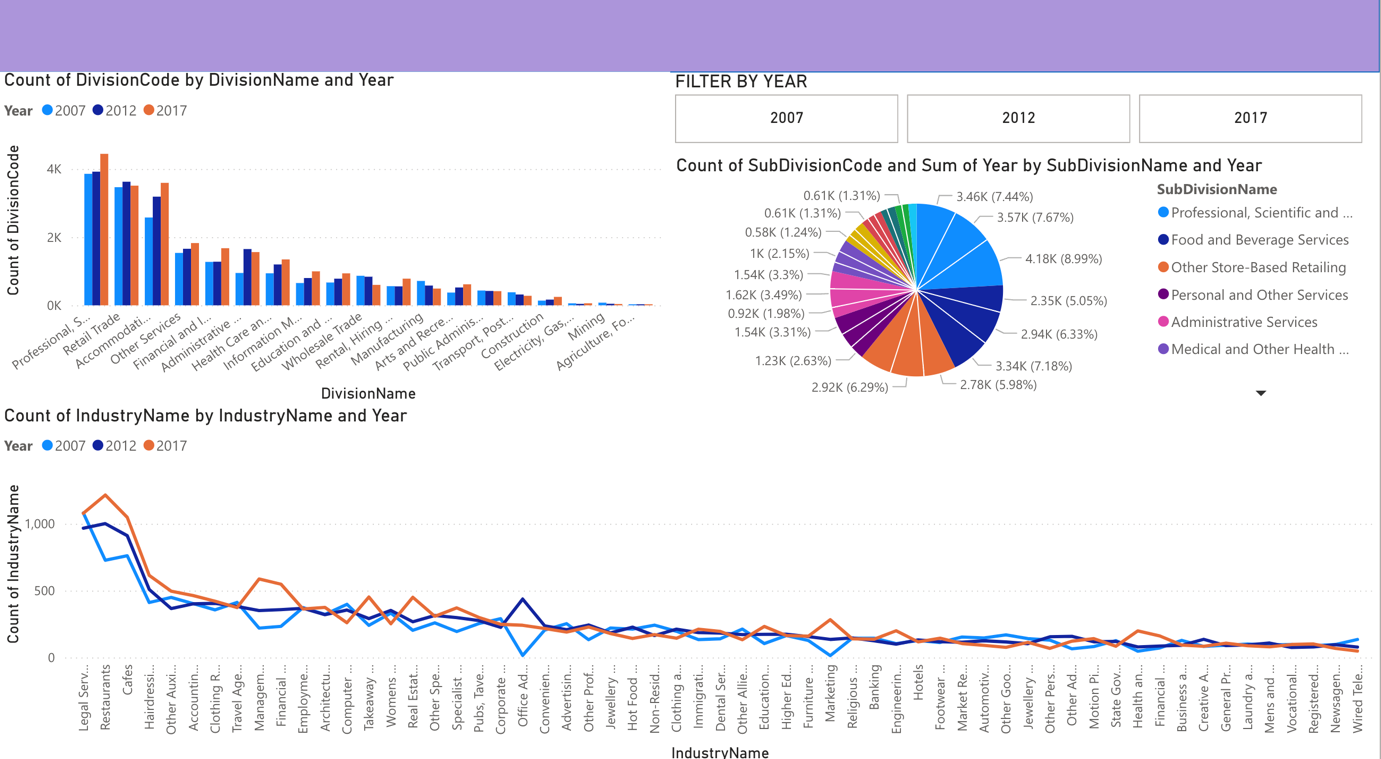 Count of DivisionCode by DivisionName and Year
Year 2007 2012 2017
Count of DivisionCode
4K
2K
0K
Professional, S...
Retail Trade
Accommodati...
Other Services
Financial and I...
Administrative ...
Health Care an...
Information M...
Education and ...
Wholesale Trade
Rental, Hiring ...
Manufacturing
Arts and Recre...
Public Adminis...
Transport, Post...
Construction
Electricity, Gas,...
Mining
Agriculture, Fo...
DivisionName
FILTER BY YEAR
2007
2012
2017
Count of SubDivisionCode and Sum of Year by SubDivisionName and Year
3.46K (7.44%)
3.57K (7.67%)
4.18K (8.99%)
2.35K (5.05%)
2.94K (6.33%)
3.34K (7.18%)
2.78K (5.98%)
2.92K (6.29%)
1.23K (2.63%)
1.54K (3.31%)
0.92K (1.98%)
1.62K (3.49%)
1.54K (3.3%)
1K (2.15%)
0.58K (1.24%)
0.61K (1.31%)
0.61K (1.31%)
SubDivisionName
Professional, Scientific and ...
Food and Beverage Services
Other Store-Based Retailing
Personal and Other Services
Administrative Services
Medical and Other Health ...
Count of IndustryName by IndustryName and Year
Year 2007 2012 2017
Count of IndustryName
1,000
500
0
Legal Serv...
Restaurants
Cafes
Hairdressi...
Other Auxi...
Accountin...
Clothing R...
Travel Age...
Managem...
Financial ...
Employme...
Architectu...
Computer ...
Takeaway ...
Womens ...
Real Estat...
Other Spe...
Specialist ...
Pubs, Tave...
Corporate ...
Office Ad...
Convenien...
Advertisin...
Other Prof...
Jewellery ...
Hot Food ...
Non-Resid...
Clothing a...
Immigrati...
Dental Ser...
Other Allie...
Education...
Higher Ed...
Furniture ...
Marketing
Religious ...
Banking
Engineerin...
Hotels
Footwear ...
Market Re...
Automotiv...
Other Goo...
Jewellery ...
Other Pers...
Other Ad...
Motion Pi...
State Gov...
Health an...
Financial ...
Business a...
Creative A...
General Pr...
Laundry a...
Mens and ...
Vocational...
Registered...
Newsagen...
Wired Tele...
IndustryName